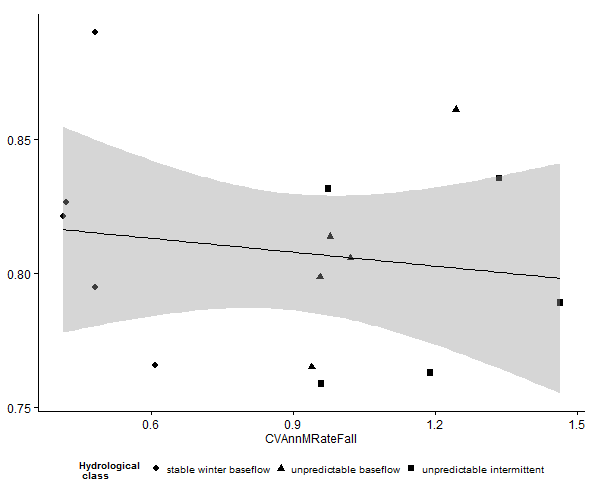 0.85
0.80
0.75
0.6 0.9 1.2 1.5
CVAnnMRateFall
Hydrological
class
stable winter baseflow unpredictable baseflow unpredictable intermittent